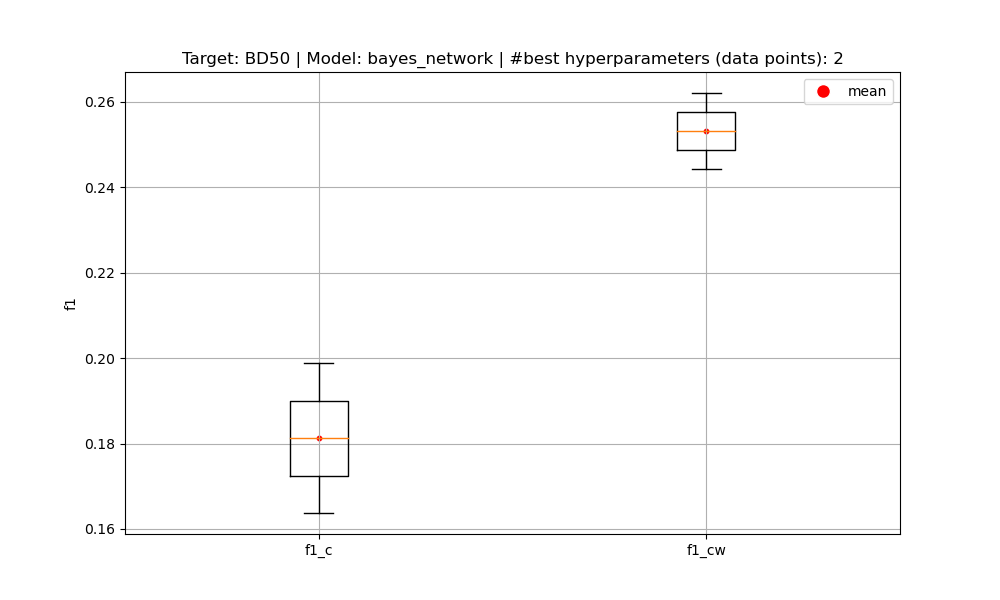 Target: BD50 | Model: bayes_network | #best hyperparameters (data points): 2
mean
0.26
0.24
0.22
0.20
0.18
0.16
f1
f1_c
f1_cw